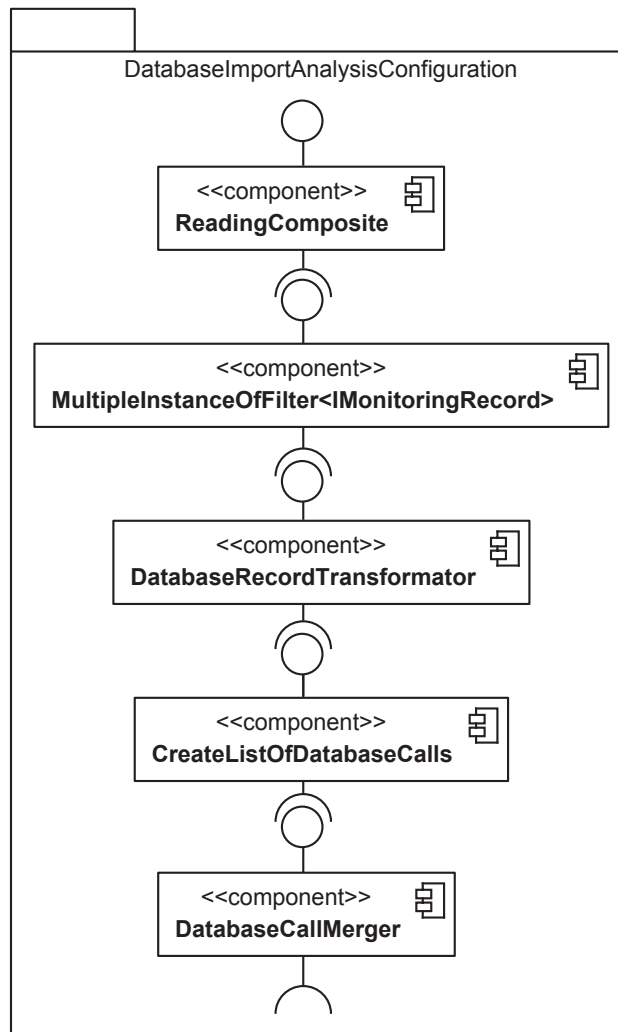 DatabaseImportAnalysisConfiguration
<<component>>
ReadingComposite
<<component>>
MultipleInstanceOfFilter<IMonitoringRecord>
<<component>>
DatabaseRecordTransformator
<<component>>
CreateListOfDatabaseCalls
<<component>>
DatabaseCallMerger